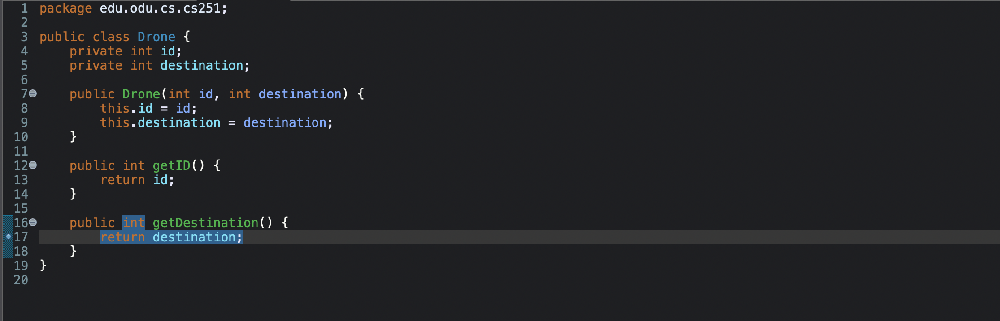 1 package edu.odu.cs.cs251;
2
3 public class Drone {
4     private int id;
5     private int destination;
6
7     public Drone(int id, int destination) {
8         this.id = id;
9         this.destination = destination;
10     }
11
12     public int getID() {
13         return id;
14     }
15
16     public int getDestination() {
17         return destination;
18     }
19 }
20